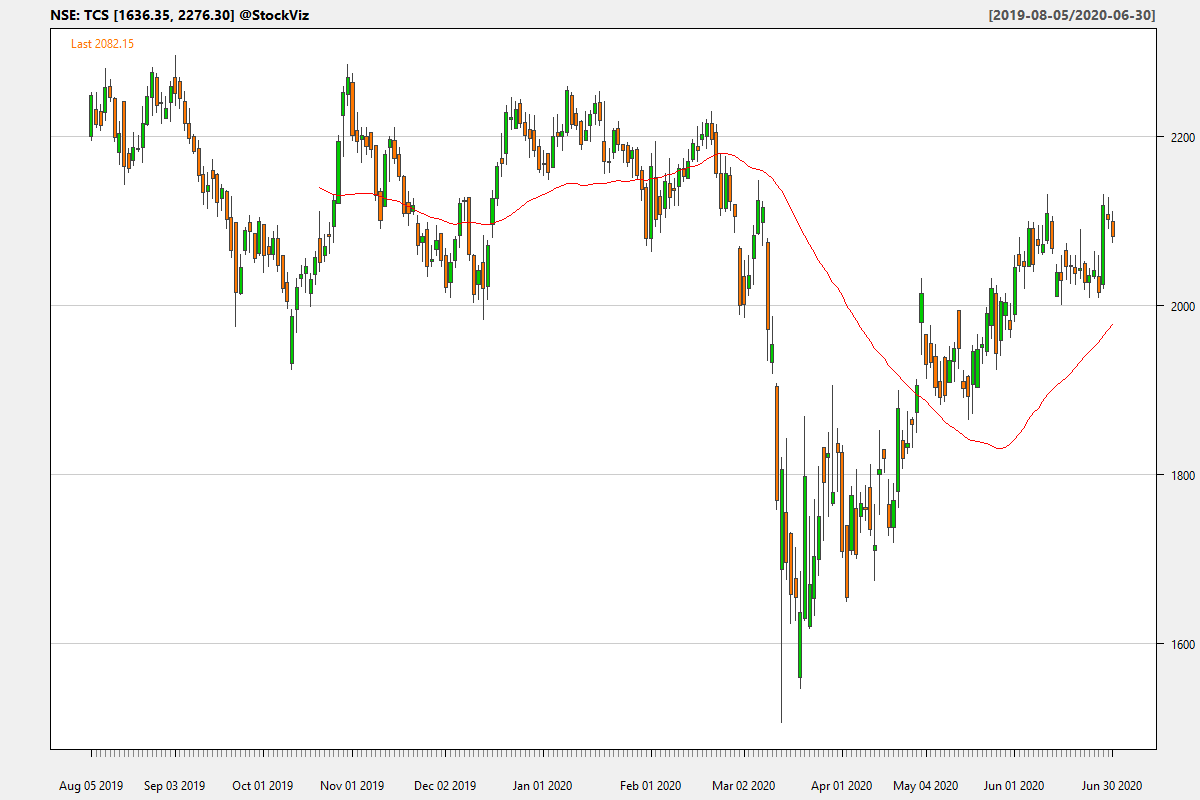 NSE: TCS [1636.35, 2276.30] @StockViz [2019-08-05/2020-06-30]
Last 2082.15
2200
2000
1800
1600
Aug 05 2019 Sep 03 2019 Oct 01 2019 Nov 01 2019 Dec 02 2019 Jan 01 2020 Feb 01 2020 Mar 02 2020 Apr 01 2020 May 04 2020 Jun 01 2020 Jun 30 2020